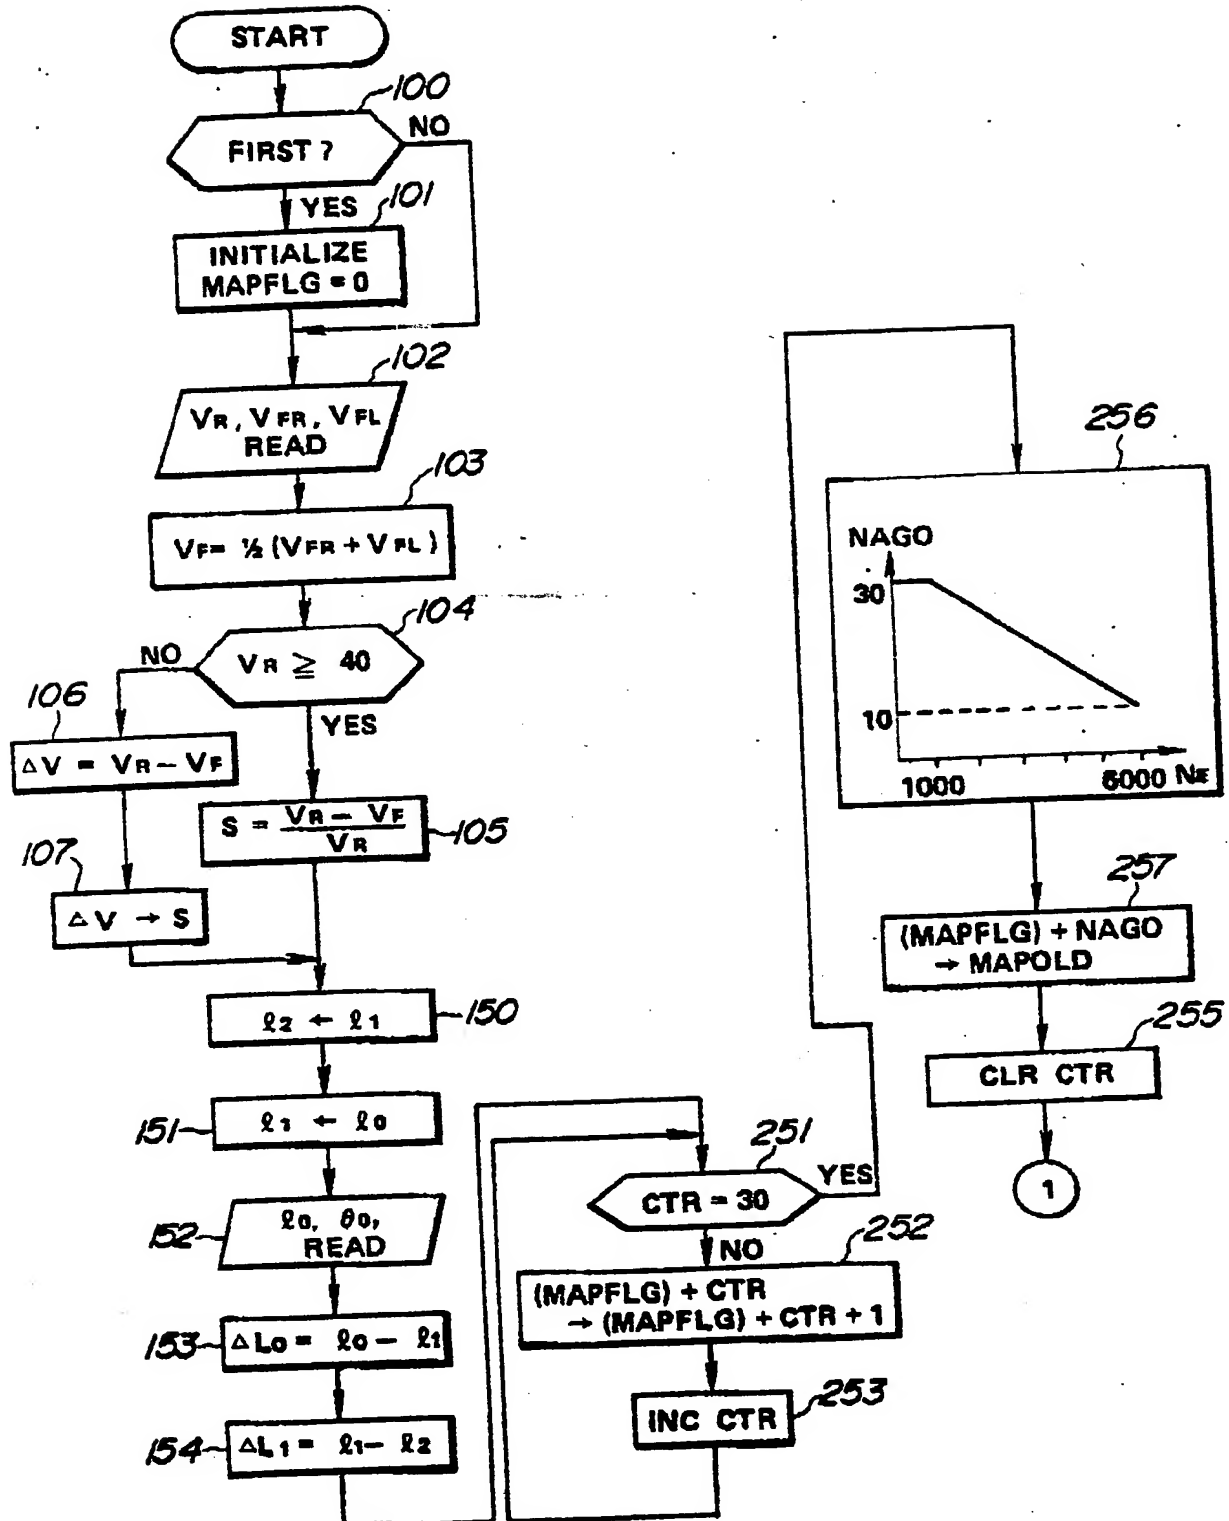 START
100
FIRST ?
NO
YES
101
INITIALIZE
MAPFLG = 0
102
VR, VFR, VFL
READ
103
VF= ½ (VFR + VFL)
104
VR ≧ 40
NO
YES
106
△V = VR − VF
S = VR − VF
VR
105
107
△V → S
ℓ2 ← ℓ1
150
151
ℓ1 ← ℓ0
152
ℓ0, θ0,
READ
153
△L0 = ℓ0 − ℓ1
154
△L1 = ℓ1 − ℓ2
251
CTR = 30
YES
NO
252
(MAPFLG) + CTR
→ (MAPFLG) + CTR + 1
253
INC CTR
256
NAGO
30
10
1000
6000 NE
257
(MAPFLG) + NAGO
→ MAPOLD
255
CLR CTR
1